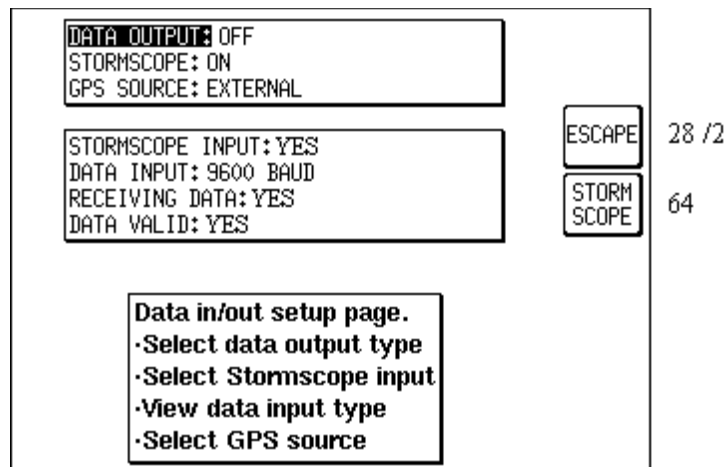 DATA OUTPUT: OFF
STORMSCOPE: ON
GPS SOURCE: EXTERNAL
STORMSCOPE INPUT: YES
DATA INPUT: 9600 BAUD
RECEIVING DATA: YES
DATA VALID: YES
ESCAPE 28 /2
STORM
SCOPE 64
Data in/out setup page.
·Select data output type
·Select Stormscope input
·View data input type
·Select GPS source